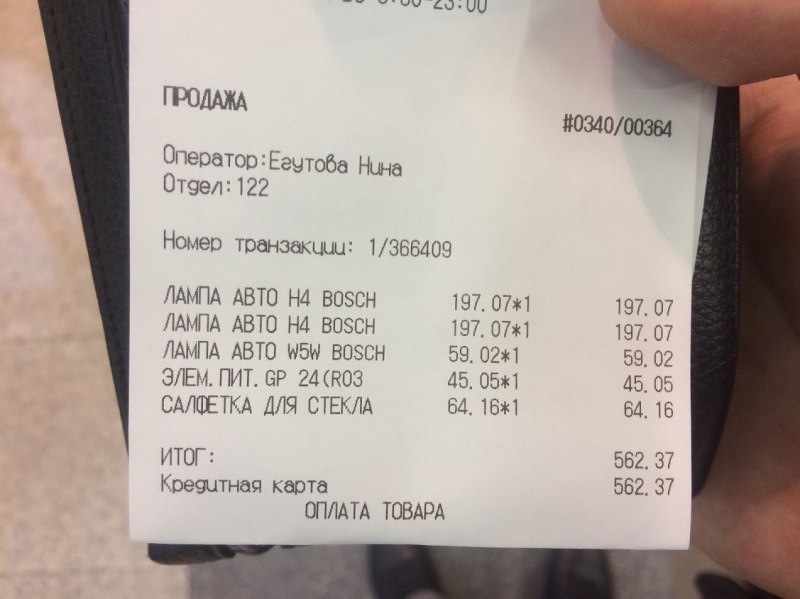 23:00
ПРОДАЖА
#0340/00364
Оператор:Егутова Нина
Отдел:122
Номер транзакции: 1/366409
ЛАМПА АВТО H4 BOSCH 197.07*1 197.07
ЛАМПА АВТО H4 BOSCH 197.07*1 197.07
ЛАМПА АВТО W5W BOSCH 59.02*1 59.02
ЭЛЕМ.ПИТ.GP 24(R03 45.05*1 45.05
САЛФЕТКА ДЛЯ СТЕКЛА 64.16*1 64.16
ИТОГ: 562.37
Кредитная карта 562.37
ОПЛАТА ТОВАРА